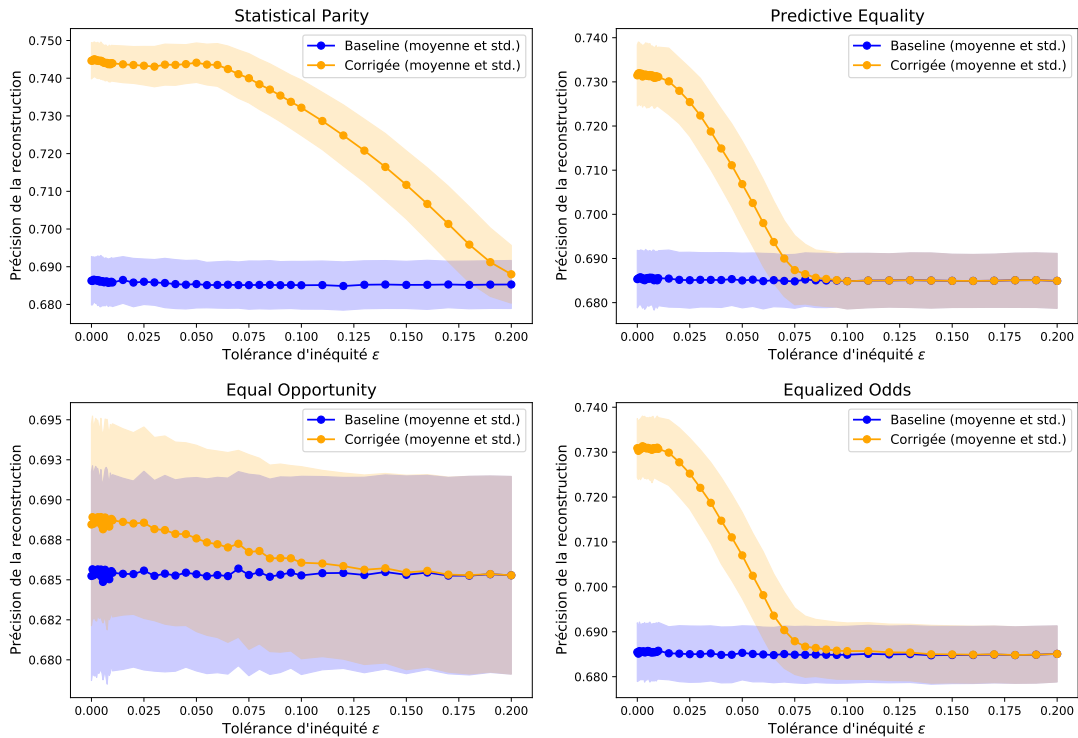 Statistical Parity
0.750
0.740
0.730
0.720
0.710
0.700
0.690
0.680
Précision de la reconstruction
Baseline (moyenne et std.)
Corrigée (moyenne et std.)
0.000 0.025 0.050 0.075 0.100 0.125 0.150 0.175 0.200
Tolérance d'inéquité ε
Predictive Equality
0.740
0.730
0.720
0.710
0.700
0.690
0.680
Précision de la reconstruction
Baseline (moyenne et std.)
Corrigée (moyenne et std.)
0.000 0.025 0.050 0.075 0.100 0.125 0.150 0.175 0.200
Tolérance d'inéquité ε
Equal Opportunity
0.695
0.693
0.690
0.688
0.685
0.682
0.680
Précision de la reconstruction
Baseline (moyenne et std.)
Corrigée (moyenne et std.)
0.000 0.025 0.050 0.075 0.100 0.125 0.150 0.175 0.200
Tolérance d'inéquité ε
Equalized Odds
0.740
0.730
0.720
0.710
0.700
0.690
0.680
Précision de la reconstruction
Baseline (moyenne et std.)
Corrigée (moyenne et std.)
0.000 0.025 0.050 0.075 0.100 0.125 0.150 0.175 0.200
Tolérance d'inéquité ε